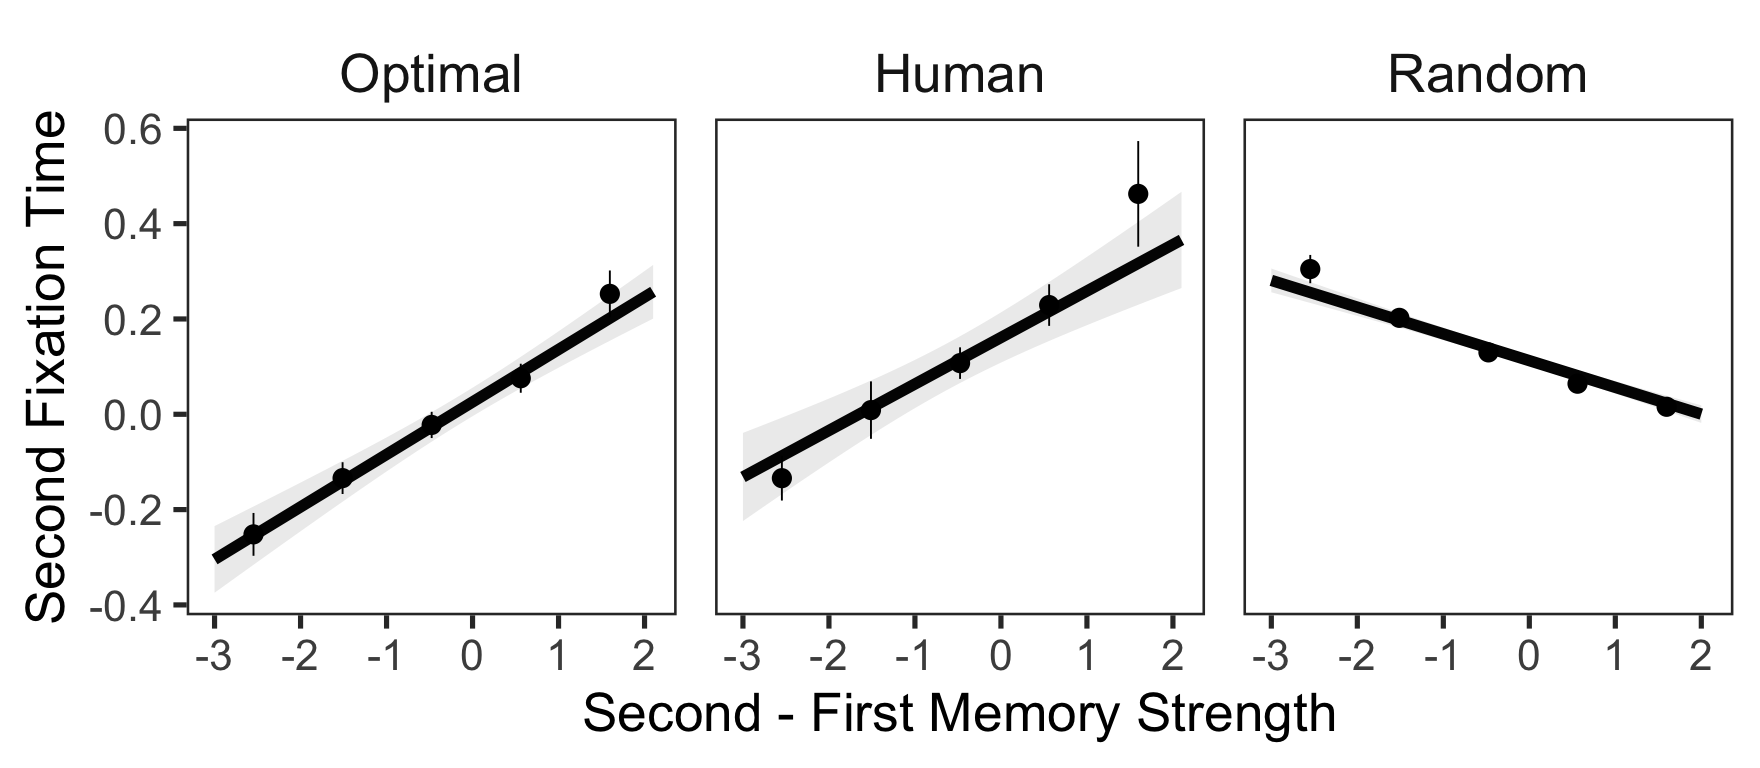 Optimal Human Random
Second Fixation Time
0.6
0.4
0.2
0.0
-0.2
-0.4
-3 -2 -1 0 1 2 -3 -2 -1 0 1 2 -3 -2 -1 0 1 2
Second - First Memory Strength